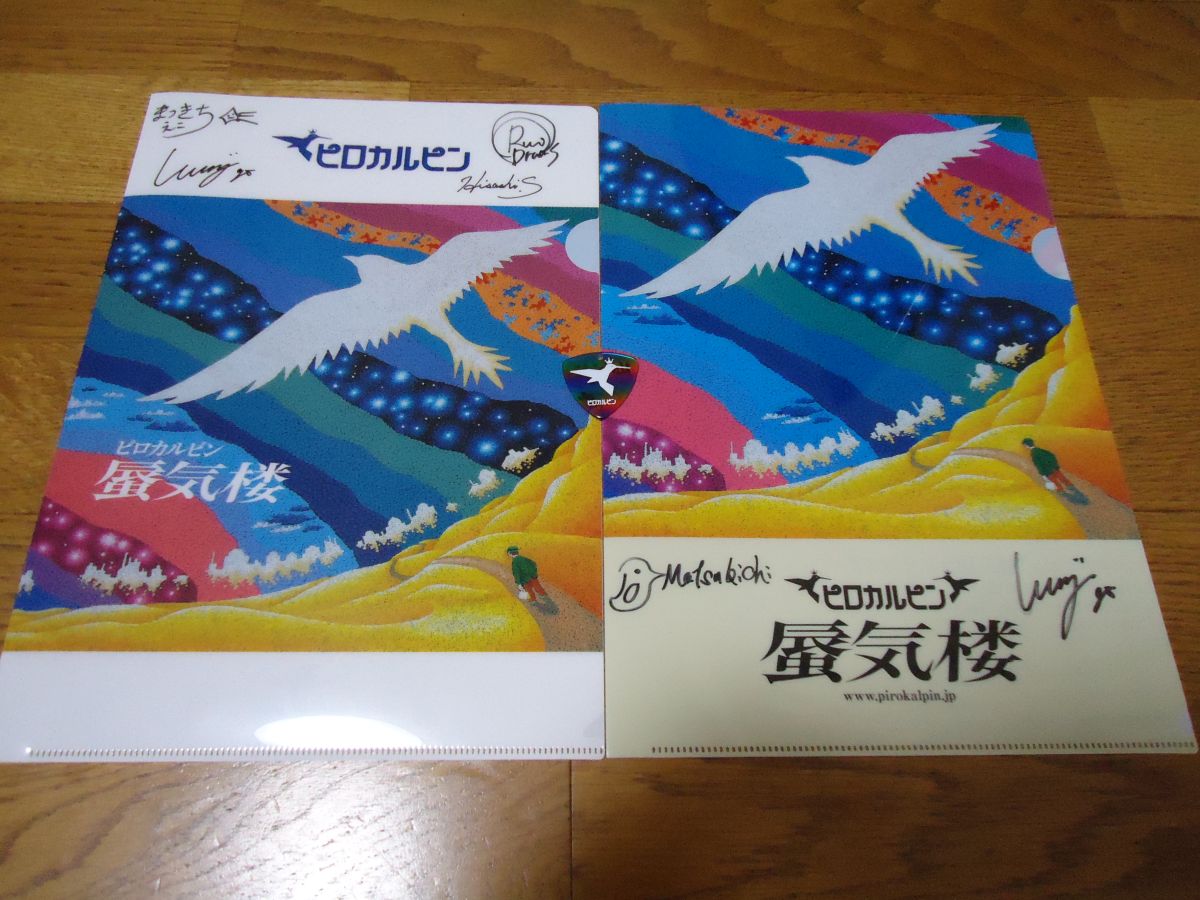 まつきち
えこ
ピロカルピン
Hisashi.S
ピロカルピン
蜃気楼
ピロカルピン
Matsukichi
ピロカルピン
蜃気楼
www.pirokalpin.jp